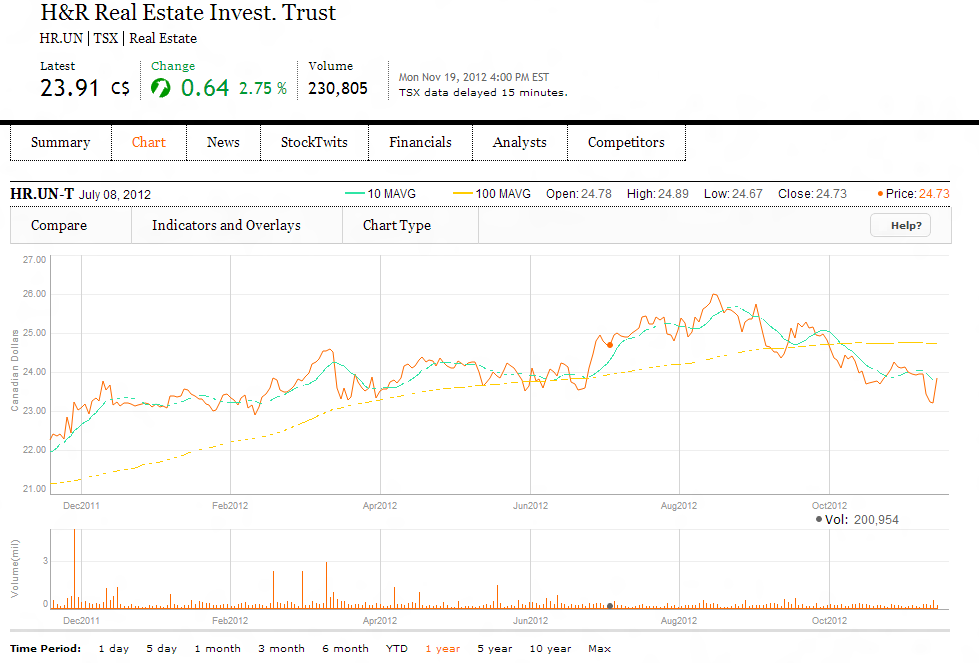 H&R Real Estate Invest. Trust
HR.UN | TSX | Real Estate
Latest Change Volume
23.91 C$ 0.64 2.75 % 230,805
Mon Nov 19, 2012 4:00 PM EST
TSX data delayed 15 minutes.
Summary Chart News StockTwits Financials Analysts Competitors
HR.UN-T July 08, 2012 10 MAVG 100 MAVG Open: 24.78 High: 24.89 Low: 24.67 Close: 24.73 Price: 24.73
Compare Indicators and Overlays Chart Type Help?
Canadian Dollars
27.00
26.00
25.00
24.00
23.00
22.00
21.00
Dec2011 Feb2012 Apr2012 Jun2012 Aug2012 Oct2012
Vol: 200,954
Volume(mil)
3
0
Dec2011 Feb2012 Apr2012 Jun2012 Aug2012 Oct2012
Time Period: 1 day 5 day 1 month 3 month 6 month YTD 1 year 5 year 10 year Max